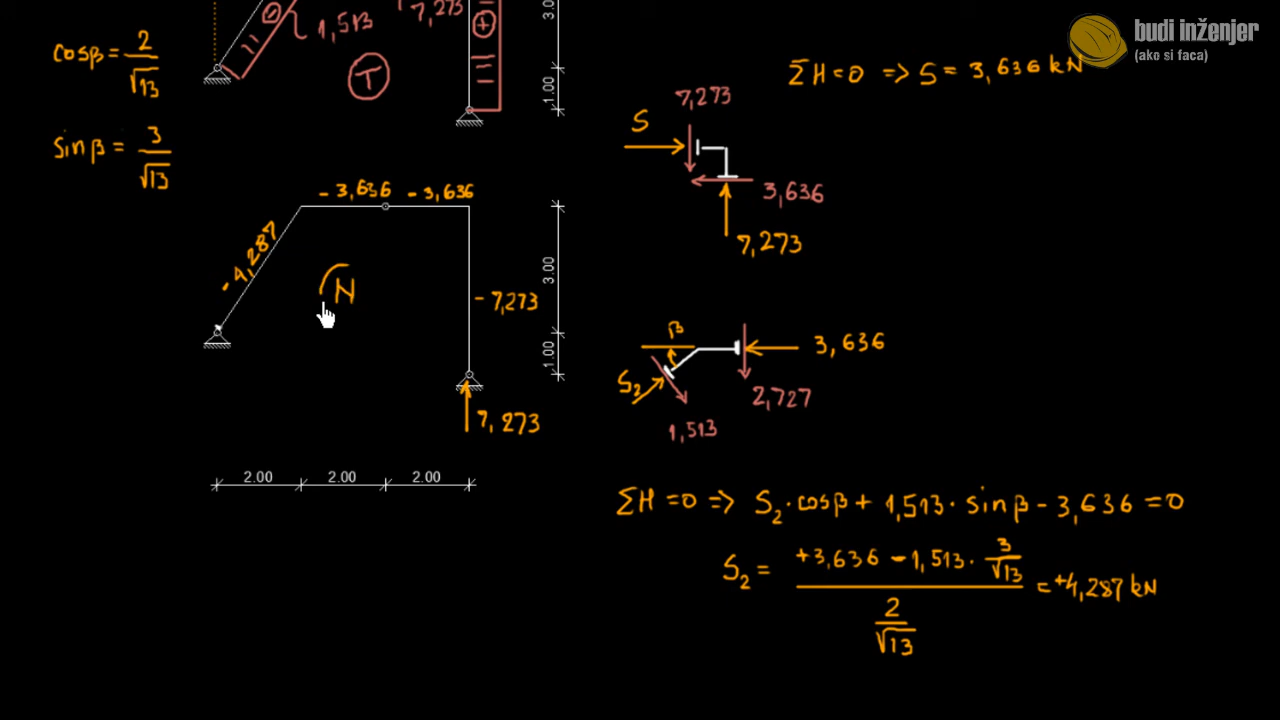 budi inženjer
(ako si faca)
cosβ = 2/√13
sinβ = 3/√13
1,513
7,273
T
3.0
1.00
ΣH=0 => S = 3,636 kN
7,273
S
3,636
7,273
- 3,636 - 3,636
- 4,287
N
- 7,273
3.00
1.00
7,273
2.00 2.00 2.00
β
3,636
S₂
2,727
1,513
ΣH=0 => S₂·cosβ + 1,513·sinβ - 3,636 = 0
S₂ = (+3,636 - 1,513·3/√13)/(2/√13) = +4,287 kN